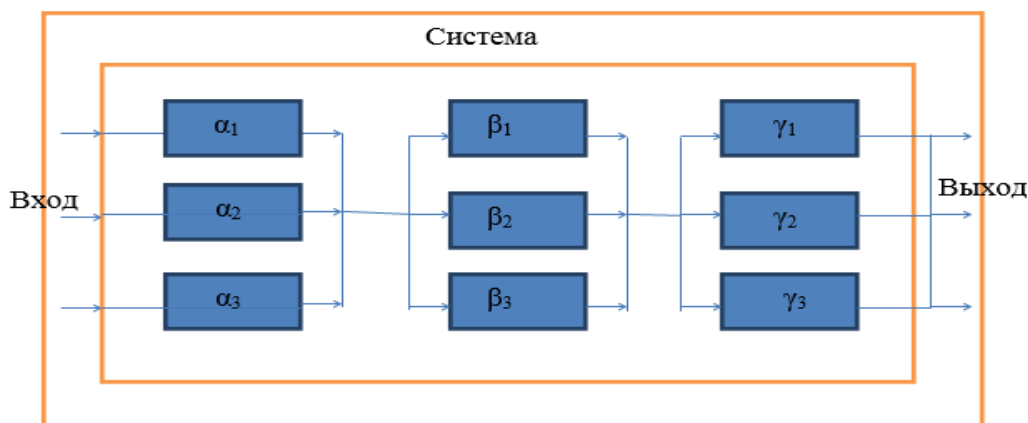 Система
α₁ β₁ γ₁
Вход α₂ β₂ γ₂ Выход
α₃ β₃ γ₃